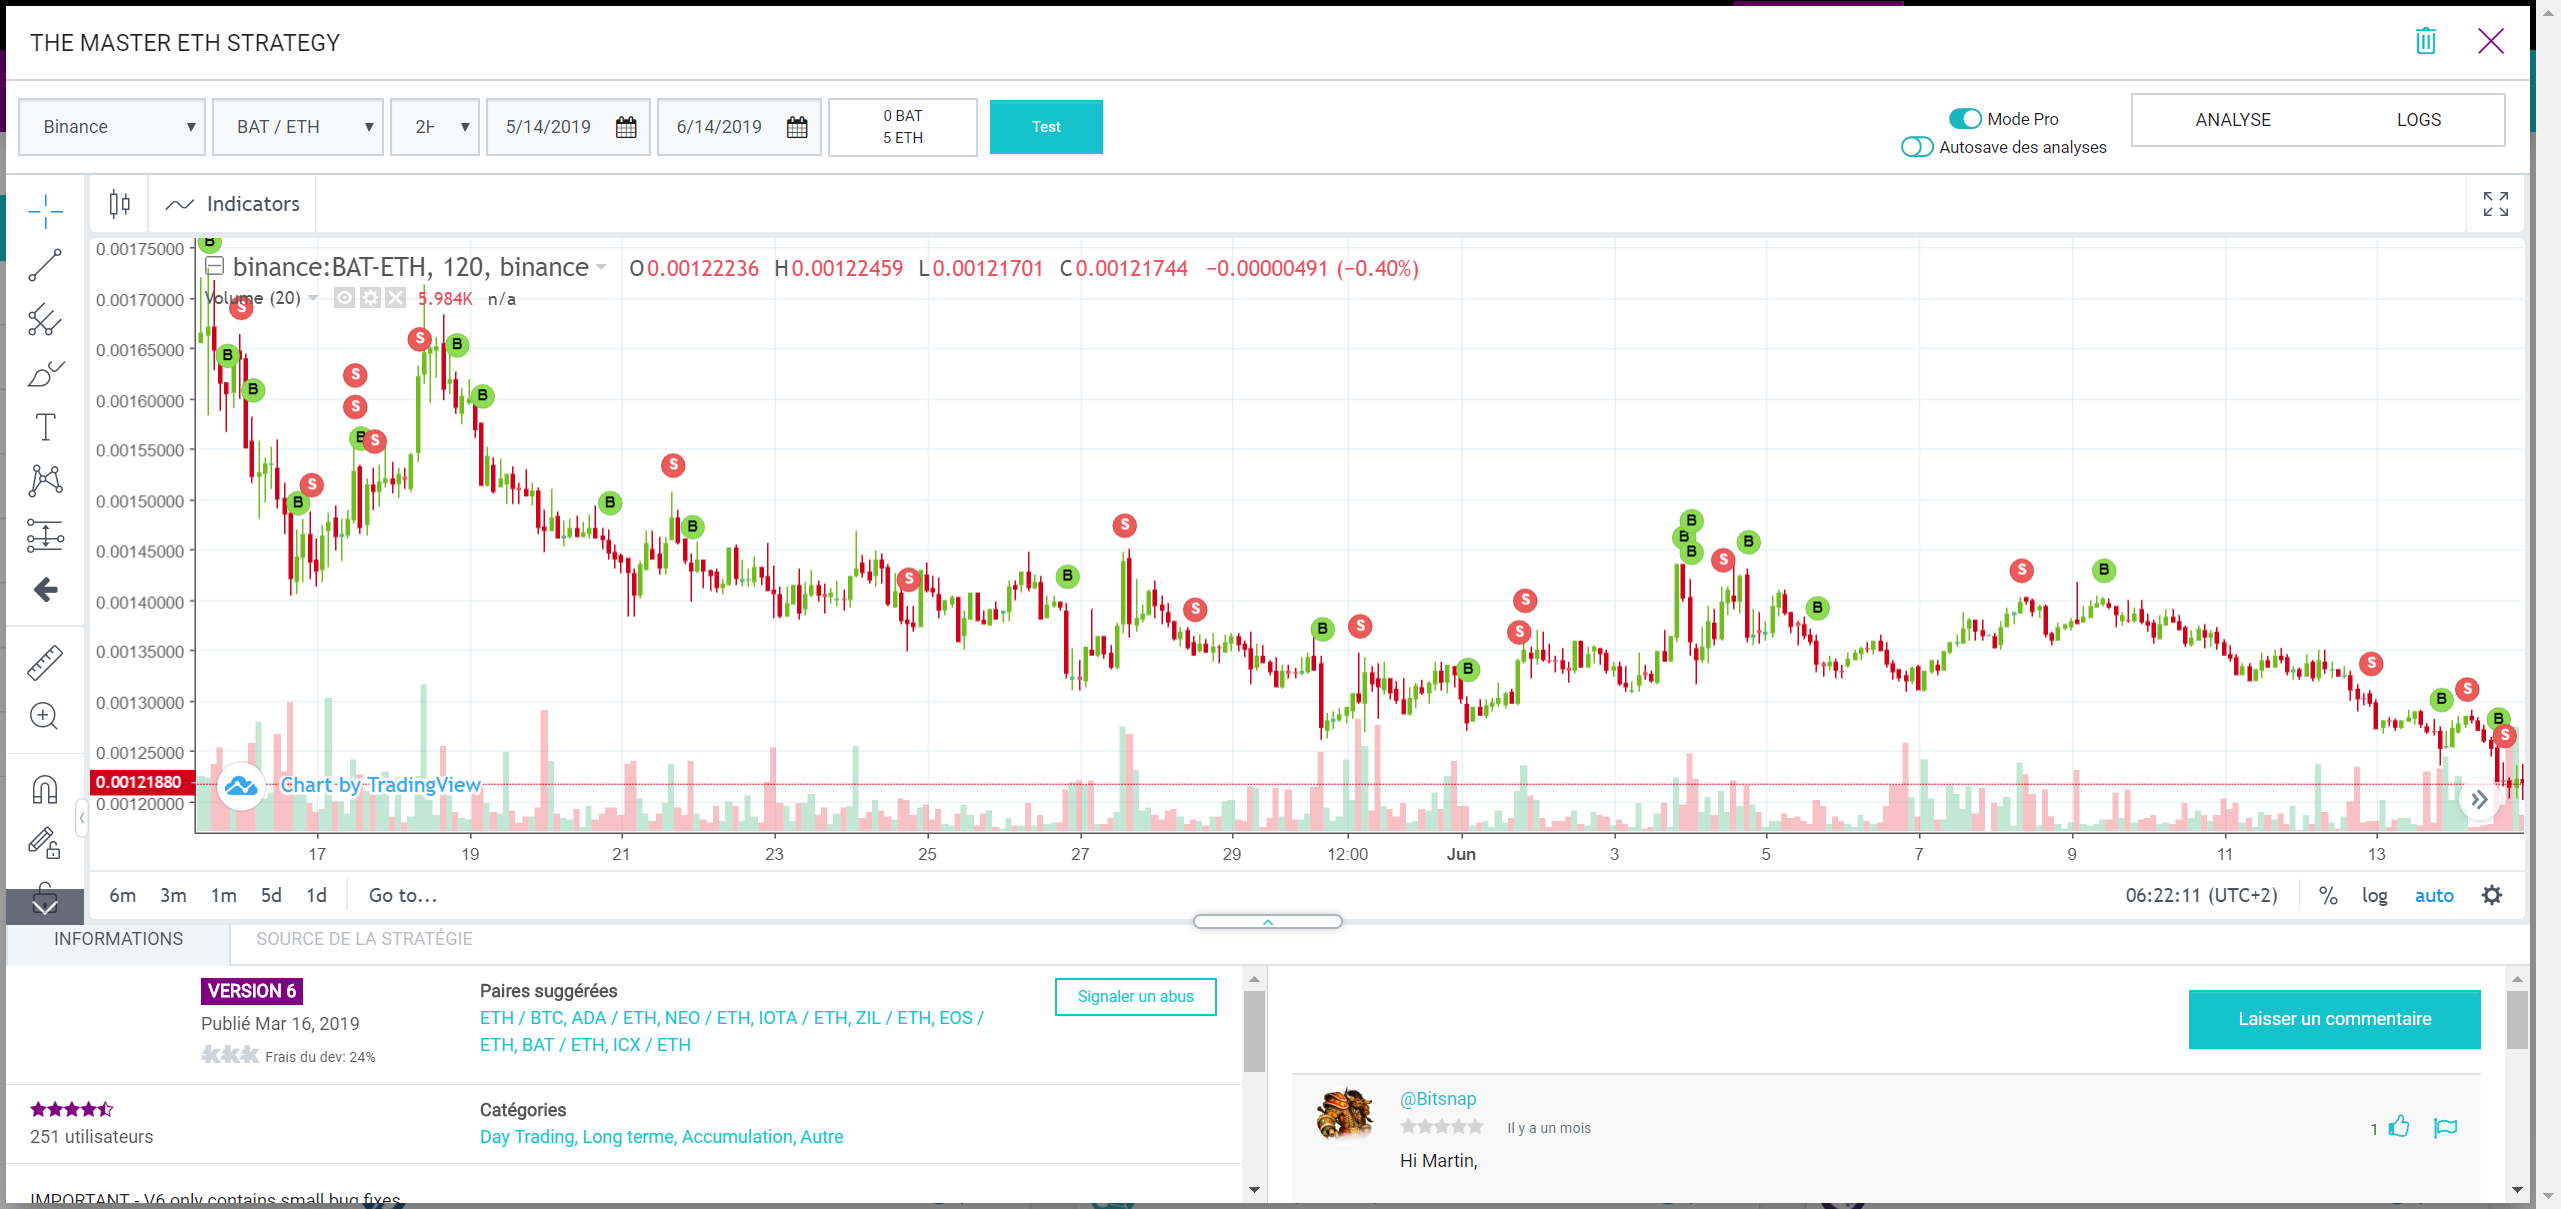 THE MASTER ETH STRATEGY
Binance
BAT / ETH
2H
5/14/2019
6/14/2019
0 BAT
5 ETH
Test
Mode Pro
Autosave des analyses
ANALYSE
LOGS
Indicators
binance:BAT-ETH, 120, binance O0.00122236 H0.00122459 L0.00121701 C0.00121744 −0.00000491 (−0.40%)
Volume (20) 5.984K n/a
0.00175000
0.00170000
0.00165000
0.00160000
0.00155000
0.00150000
0.00145000
0.00140000
0.00135000
0.00130000
0.00125000
0.00121880
0.00120000
Chart by TradingView
17 19 21 23 25 27 29 12:00 Jun 3 5 7 9 11 13
6m 3m 1m 5d 1d Go to...
06:22:11 (UTC+2) % log auto
INFORMATIONS
SOURCE DE LA STRATÉGIE
VERSION 6
Publié Mar 16, 2019
Frais du dev: 24%
Paires suggérées
ETH / BTC, ADA / ETH, NEO / ETH, IOTA / ETH, ZIL / ETH, EOS /
ETH, BAT / ETH, ICX / ETH
Signaler un abus
251 utilisateurs
Catégories
Day Trading, Long terme, Accumulation, Autre
IMPORTANT - V6 only contains small bug fixes
Laisser un commentaire
@Bitsnap
Il y a un mois
1
Hi Martin,